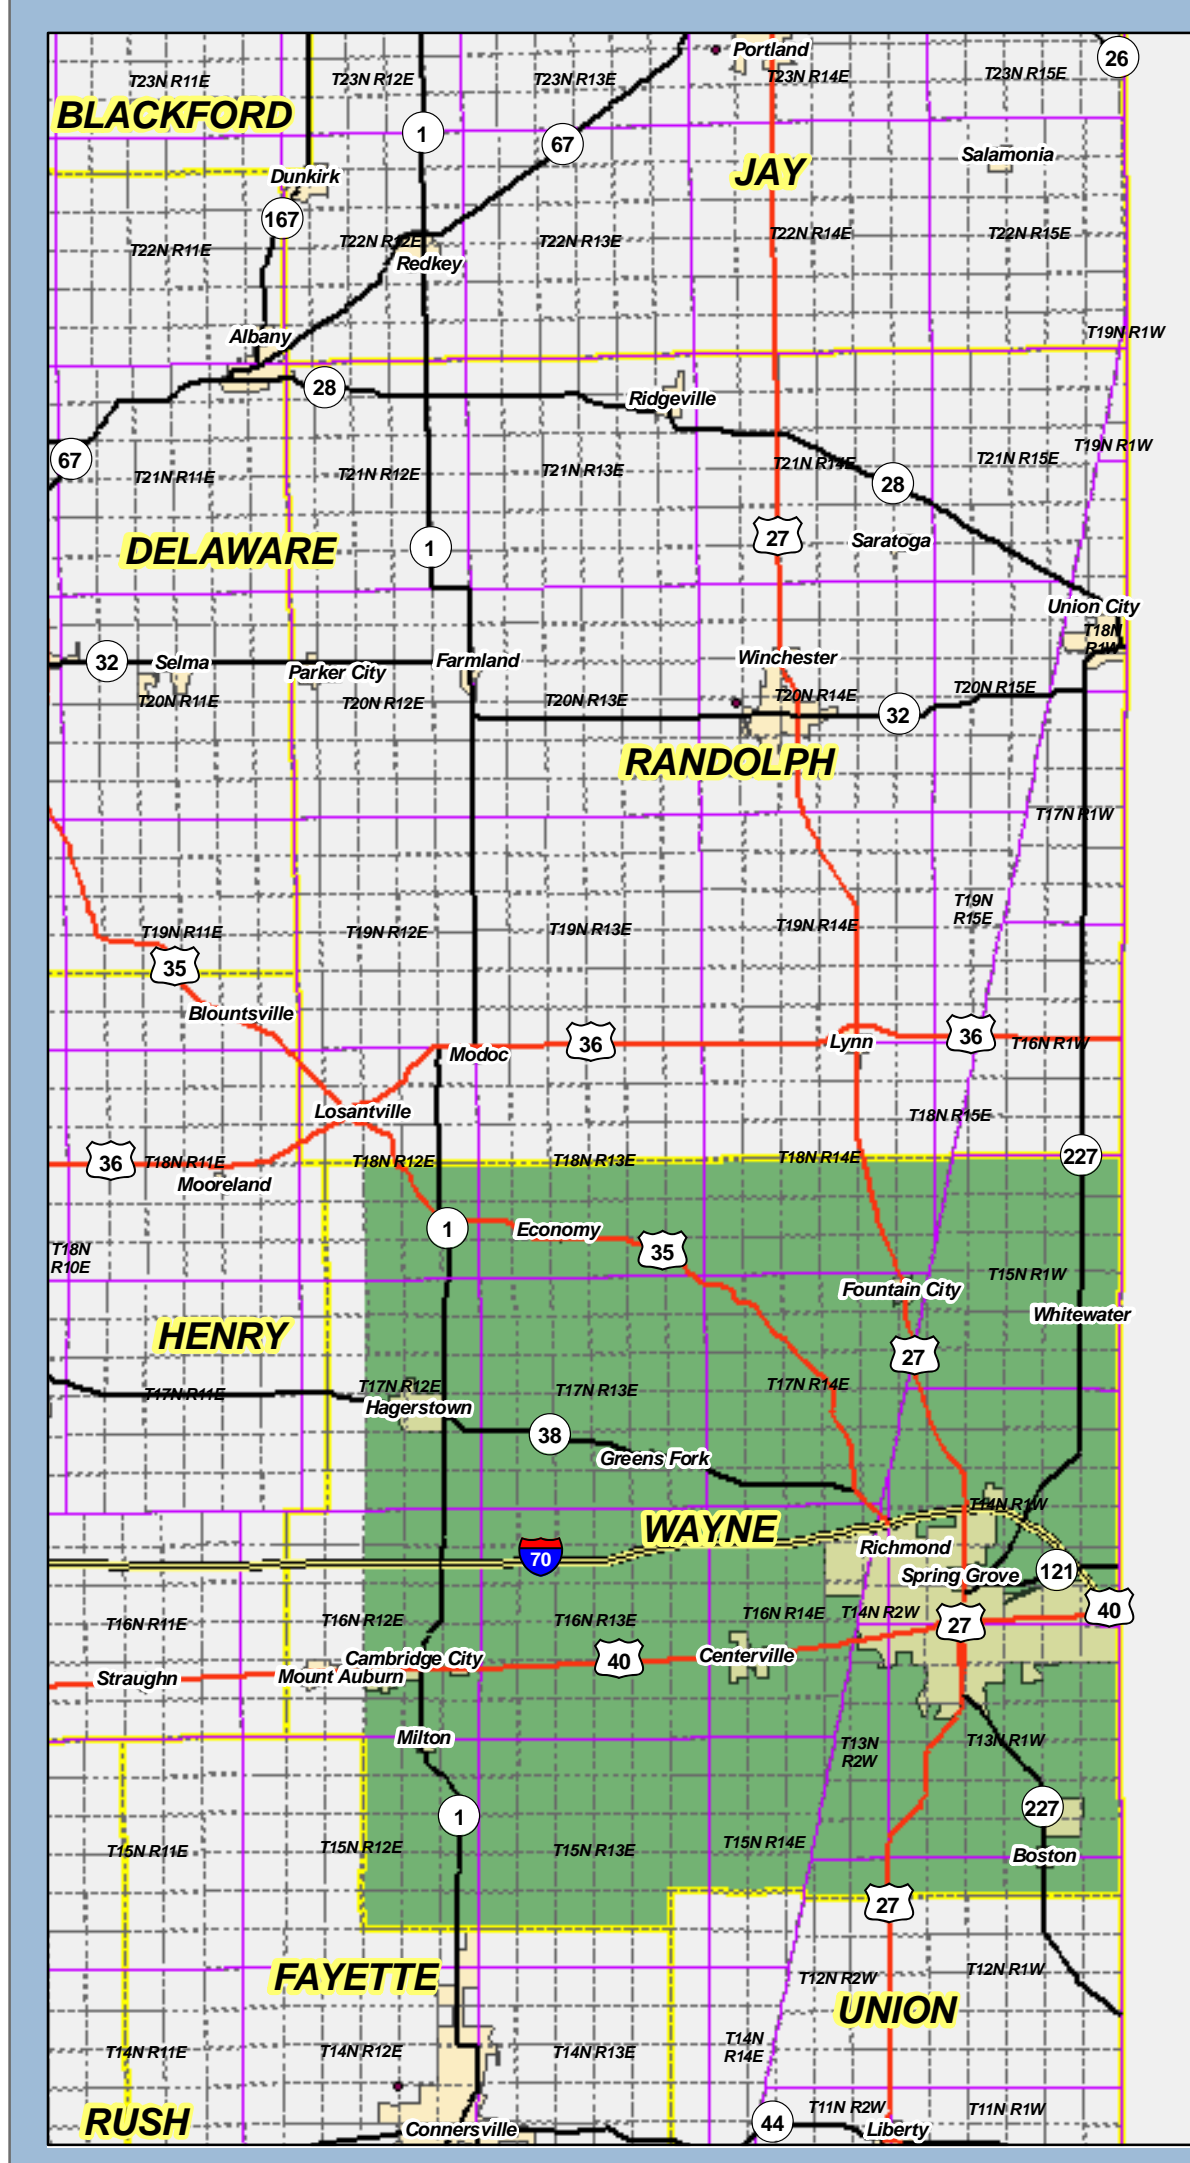 Portland
26
T23N R11E
T23N R12E
T23N R13E
T23N R14E
T23N R15E
BLACKFORD
1
67
JAY
Salamonia
Dunkirk
167
T22N R11E
T22N R12E
T22N R13E
T22N R14E
T22N R15E
Redkey
Albany
T19N R1W
28
Ridgeville
67
T19N R1W
T21N R11E
T21N R12E
T21N R13E
T21N R14E
T21N R15E
28
DELAWARE
1
27
Saratoga
Union City
T18N
R1W
32
Selma
Parker City
Farmland
Winchester
T20N R11E
T20N R12E
T20N R13E
T20N R14E
T20N R15E
32
RANDOLPH
T17N R1W
T19N R11E
T19N R12E
T19N R13E
T19N R14E
T19N
R15E
35
Blountsville
Modoc
36
Lynn
36
T16N R1W
Losantville
T18N R15E
36
T18N R11E
T18N R12E
T18N R13E
T18N R14E
227
Mooreland
1
Economy
35
T18N
R10E
T15N R1W
Fountain City
Whitewater
HENRY
27
T17N R11E
T17N R12E
T17N R13E
T17N R14E
Hagerstown
38
Greens Fork
T14N R1W
WAYNE
70
Richmond
Spring Grove
121
40
T16N R11E
T16N R12E
T16N R13E
T16N R14E
T14N R2W
27
Cambridge City
40
Centerville
Straughn
Mount Auburn
Milton
T13N
R2W
T13N R1W
1
227
T15N R11E
T15N R12E
T15N R13E
T15N R14E
Boston
27
FAYETTE
T12N R2W
T12N R1W
UNION
T14N R11E
T14N R12E
T14N R13E
T14N
R14E
RUSH
Connersville
44
T11N R2W
T11N R1W
Liberty